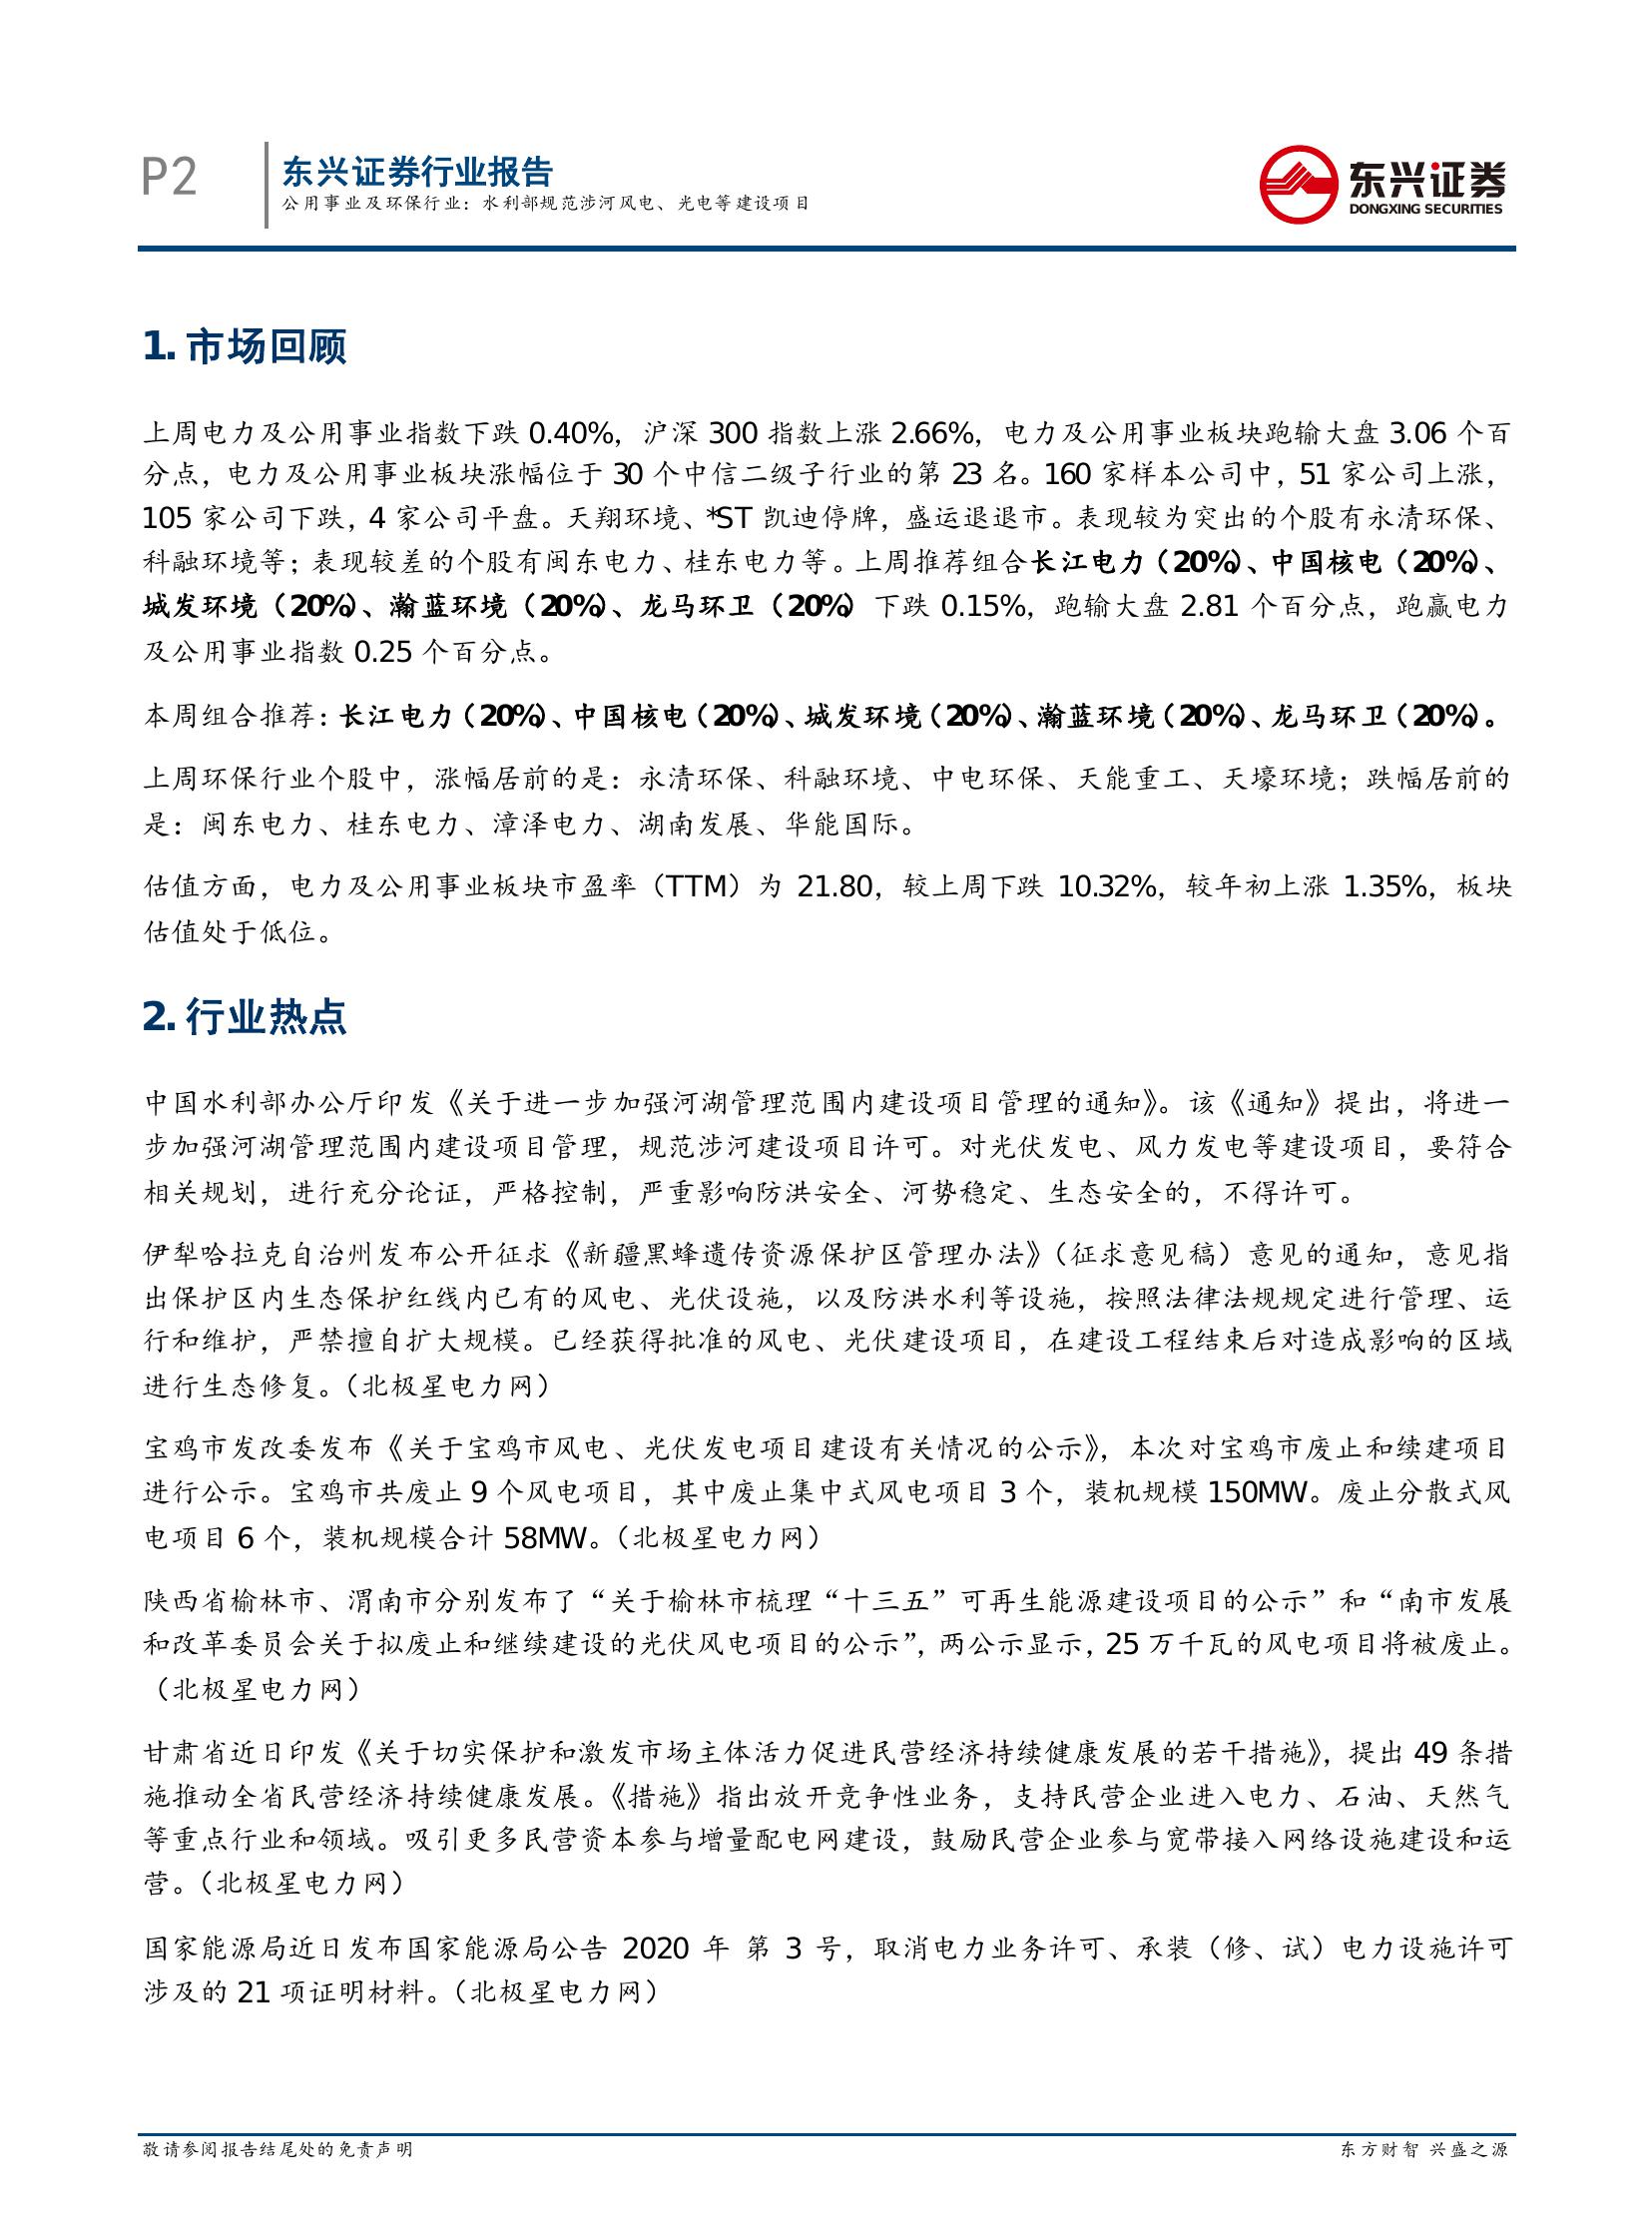 P2
东兴证券行业报告
公用事业及环保行业：水利部规范涉河风电、光电等建设项目
东兴证券
DONGXING SECURITIES
1. 市场回顾
上周电力及公用事业指数下跌 0.40%，沪深 300 指数上涨 2.66%，电力及公用事业板块跑输大盘 3.06 个百
分点，电力及公用事业板块涨幅位于 30 个中信二级子行业的第 23 名。160 家样本公司中，51 家公司上涨，
105 家公司下跌，4 家公司平盘。天翔环境、*ST 凯迪停牌，盛运退退市。表现较为突出的个股有永清环保、
科融环境等；表现较差的个股有闽东电力、桂东电力等。上周推荐组合长江电力（20%）、中国核电（20%）、
城发环境（20%）、瀚蓝环境（20%）、龙马环卫（20%）下跌 0.15%，跑输大盘 2.81 个百分点，跑赢电力
及公用事业指数 0.25 个百分点。
本周组合推荐：长江电力（20%）、中国核电（20%）、城发环境（20%）、瀚蓝环境（20%）、龙马环卫（20%）。
上周环保行业个股中，涨幅居前的是：永清环保、科融环境、中电环保、天能重工、天壕环境；跌幅居前的
是：闽东电力、桂东电力、漳泽电力、湖南发展、华能国际。
估值方面，电力及公用事业板块市盈率（TTM）为 21.80，较上周下跌 10.32%，较年初上涨 1.35%，板块
估值处于低位。
2. 行业热点
中国水利部办公厅印发《关于进一步加强河湖管理范围内建设项目管理的通知》。该《通知》提出，将进一
步加强河湖管理范围内建设项目管理，规范涉河建设项目许可。对光伏发电、风力发电等建设项目，要符合
相关规划，进行充分论证，严格控制，严重影响防洪安全、河势稳定、生态安全的，不得许可。
伊犁哈拉克自治州发布公开征求《新疆黑蜂遗传资源保护区管理办法》（征求意见稿）意见的通知，意见指
出保护区内生态保护红线内已有的风电、光伏设施，以及防洪水利等设施，按照法律法规规定进行管理、运
行和维护，严禁擅自扩大规模。已经获得批准的风电、光伏建设项目，在建设工程结束后对造成影响的区域
进行生态修复。（北极星电力网）
宝鸡市发改委发布《关于宝鸡市风电、光伏发电项目建设有关情况的公示》，本次对宝鸡市废止和续建项目
进行公示。宝鸡市共废止 9 个风电项目，其中废止集中式风电项目 3 个，装机规模 150MW。废止分散式风
电项目 6 个，装机规模合计 58MW。（北极星电力网）
陕西省榆林市、渭南市分别发布了“关于榆林市梳理“十三五”可再生能源建设项目的公示”和“南市发展
和改革委员会关于拟废止和继续建设的光伏风电项目的公示”，两公示显示，25 万千瓦的风电项目将被废止。
（北极星电力网）
甘肃省近日印发《关于切实保护和激发市场主体活力促进民营经济持续健康发展的若干措施》，提出 49 条措
施推动全省民营经济持续健康发展。《措施》指出放开竞争性业务，支持民营企业进入电力、石油、天然气
等重点行业和领域。吸引更多民营资本参与增量配电网建设，鼓励民营企业参与宽带接入网络设施建设和运
营。（北极星电力网）
国家能源局近日发布国家能源局公告 2020 年 第 3 号，取消电力业务许可、承装（修、试）电力设施许可
涉及的 21 项证明材料。（北极星电力网）
敬请参阅报告结尾处的免责声明
东方财智 兴盛之源